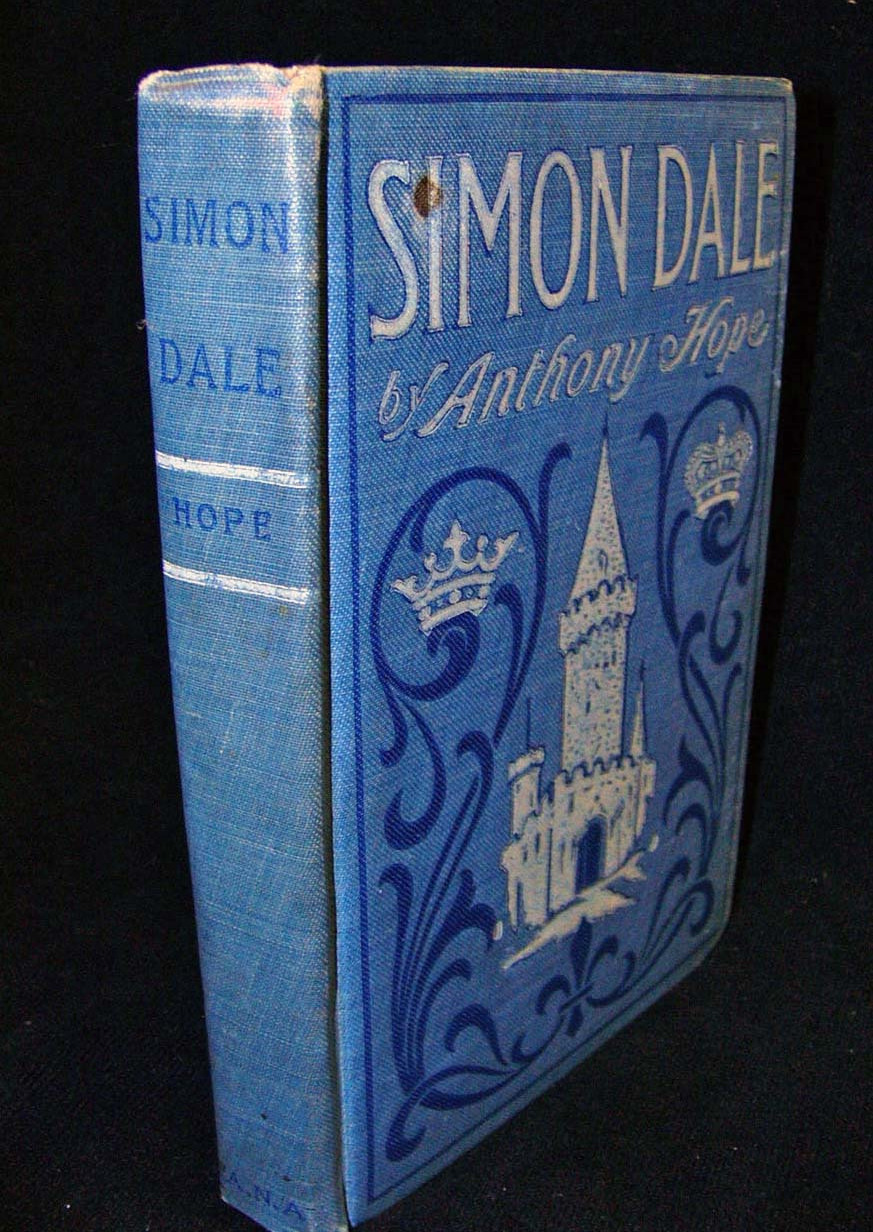 SIMON
DALE
HOPE
A.N.A
SIMON DALE
by Anthony Hope